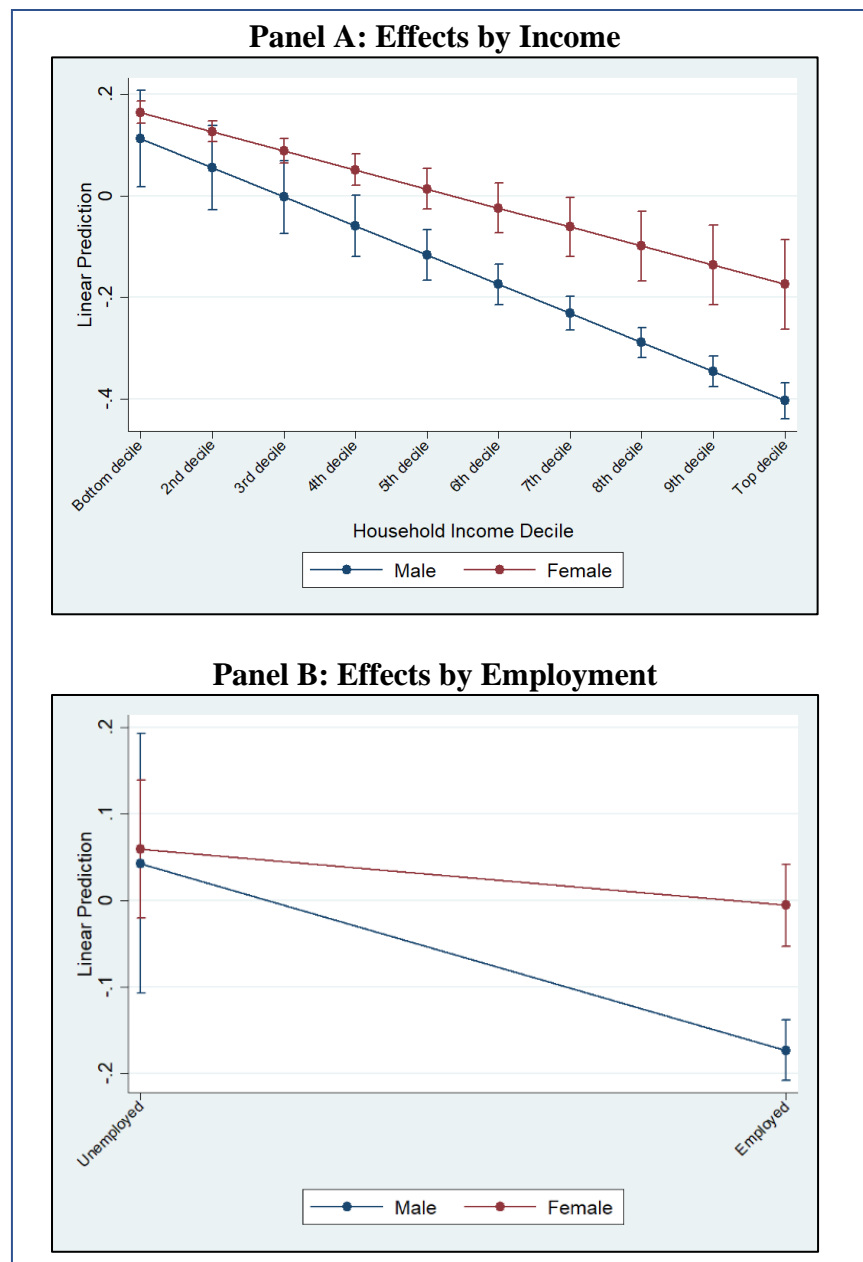 Panel A: Effects by Income
Linear Prediction
.2
0
-.2
-.4
Bottom decile
2nd decile
3rd decile
4th decile
5th decile
6th decile
7th decile
8th decile
9th decile
Top decile
Household Income Decile
Male Female
Panel B: Effects by Employment
Linear Prediction
.2
.1
0
-.1
-.2
Unemployed
Employed
Male Female